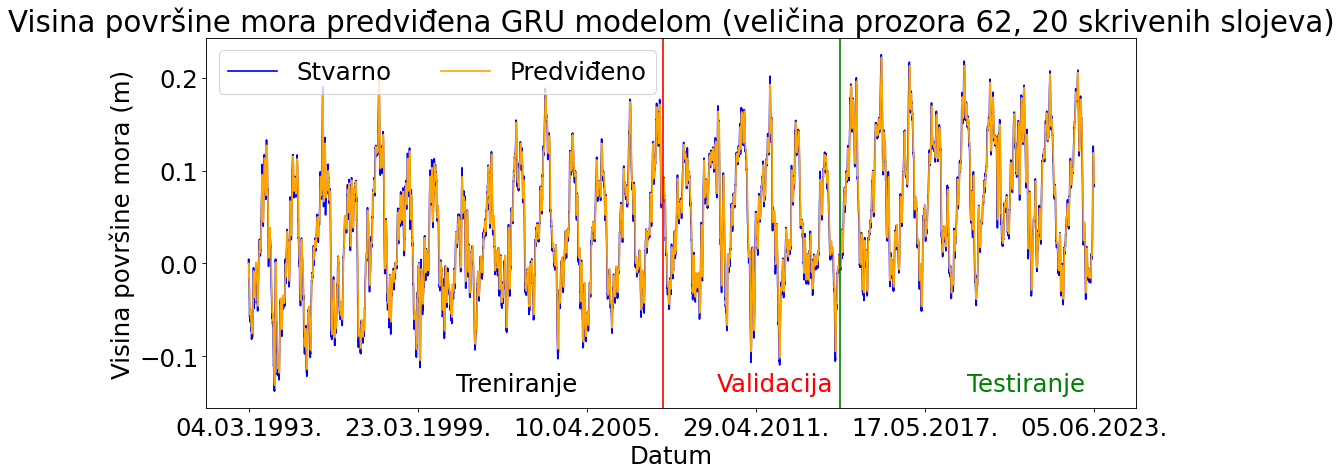 Visina površine mora predviđena GRU modelom (veličina prozora 62, 20 skrivenih slojeva)
Stvarno Predviđeno
Visina površine mora (m)
0.2
0.1
0.0
−0.1
Treniranje Validacija Testiranje
04.03.1993. 23.03.1999. 10.04.2005. 29.04.2011. 17.05.2017. 05.06.2023.
Datum